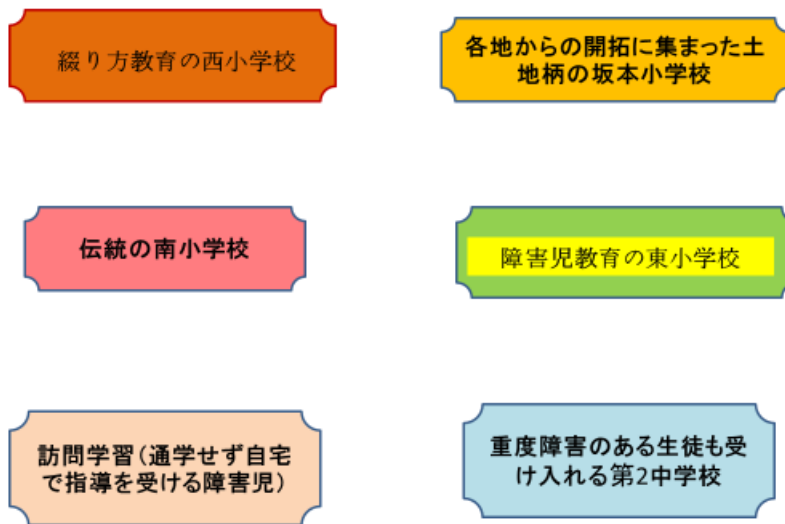 綴り方教育の西小学校
各地からの開拓に集まった土
地柄の坂本小学校
伝統の南小学校
障害児教育の東小学校
訪問学習(通学せず自宅
で指導を受ける障害児)
重度障害のある生徒も受
け入れる第2中学校